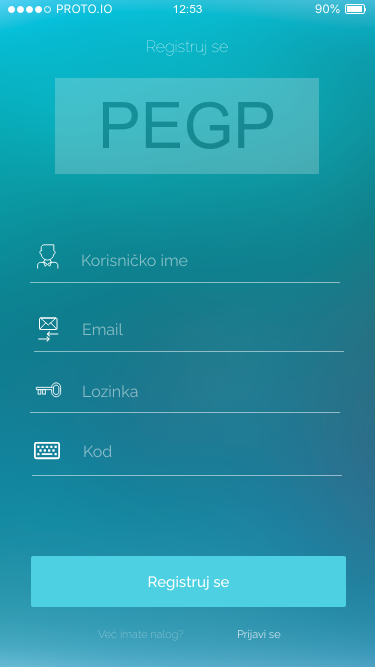 PROTO.IO 12:53 90%
Registruj se
PEGP
Korisničko ime
Email
Lozinka
Kod
Registruj se
Već imate nalog? Prijavi se